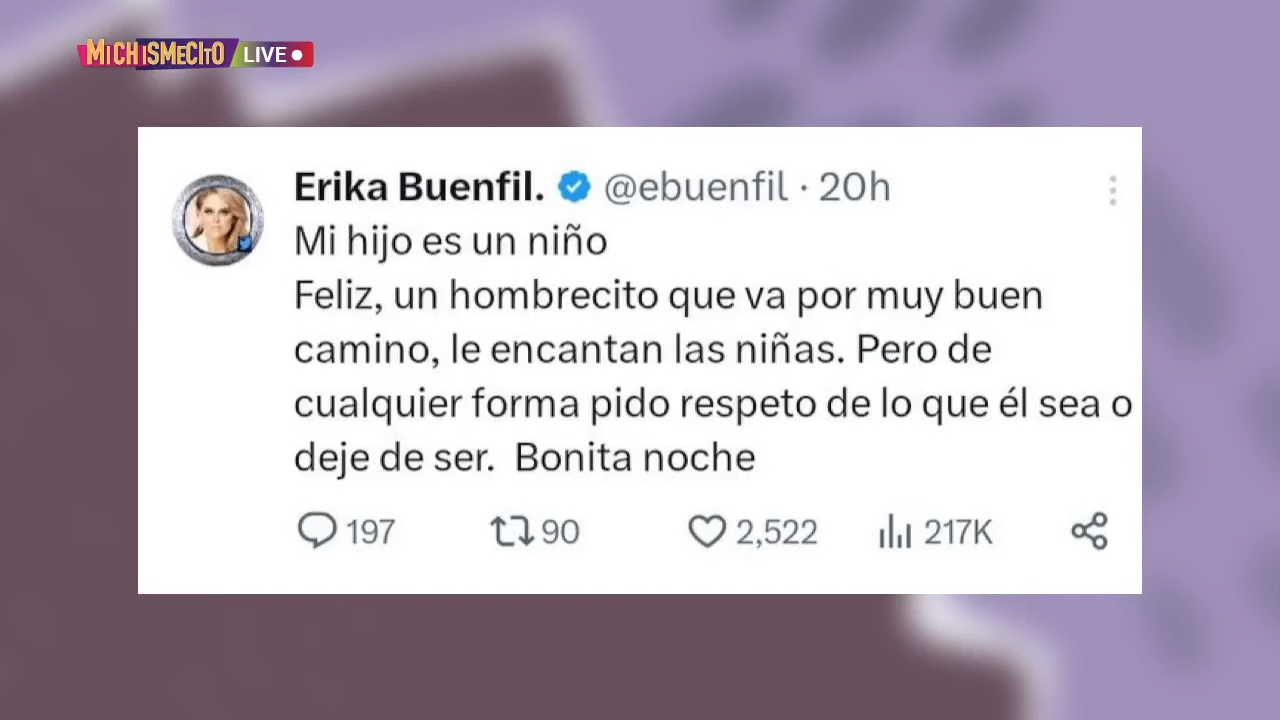 MICHISMECITO LIVE
Erika Buenfil. @ebuenfil · 20h
Mi hijo es un niño
Feliz, un hombrecito que va por muy buen
camino, le encantan las niñas. Pero de
cualquier forma pido respeto de lo que él sea o
deje de ser.  Bonita noche
197 90 2,522 217K